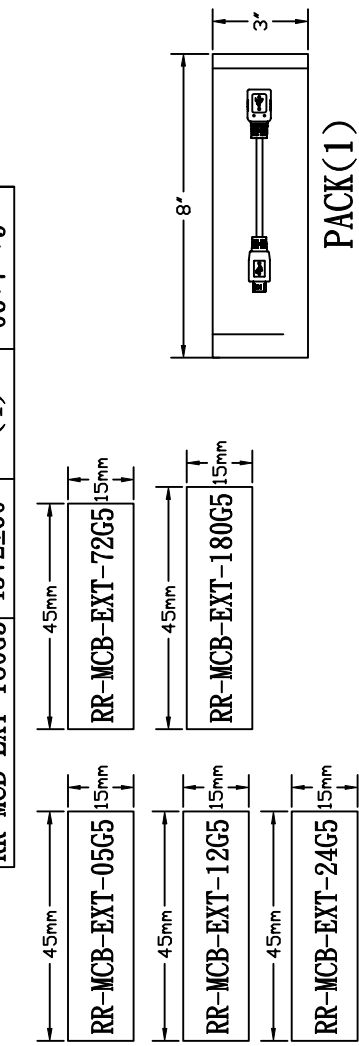 45mm
RR-MCB-EXT-05G5
15mm
45mm
RR-MCB-EXT-72G5
15mm
45mm
RR-MCB-EXT-12G5
15mm
45mm
RR-MCB-EXT-180G5
15mm
45mm
RR-MCB-EXT-24G5
15mm
8"
3"
PACK(1)